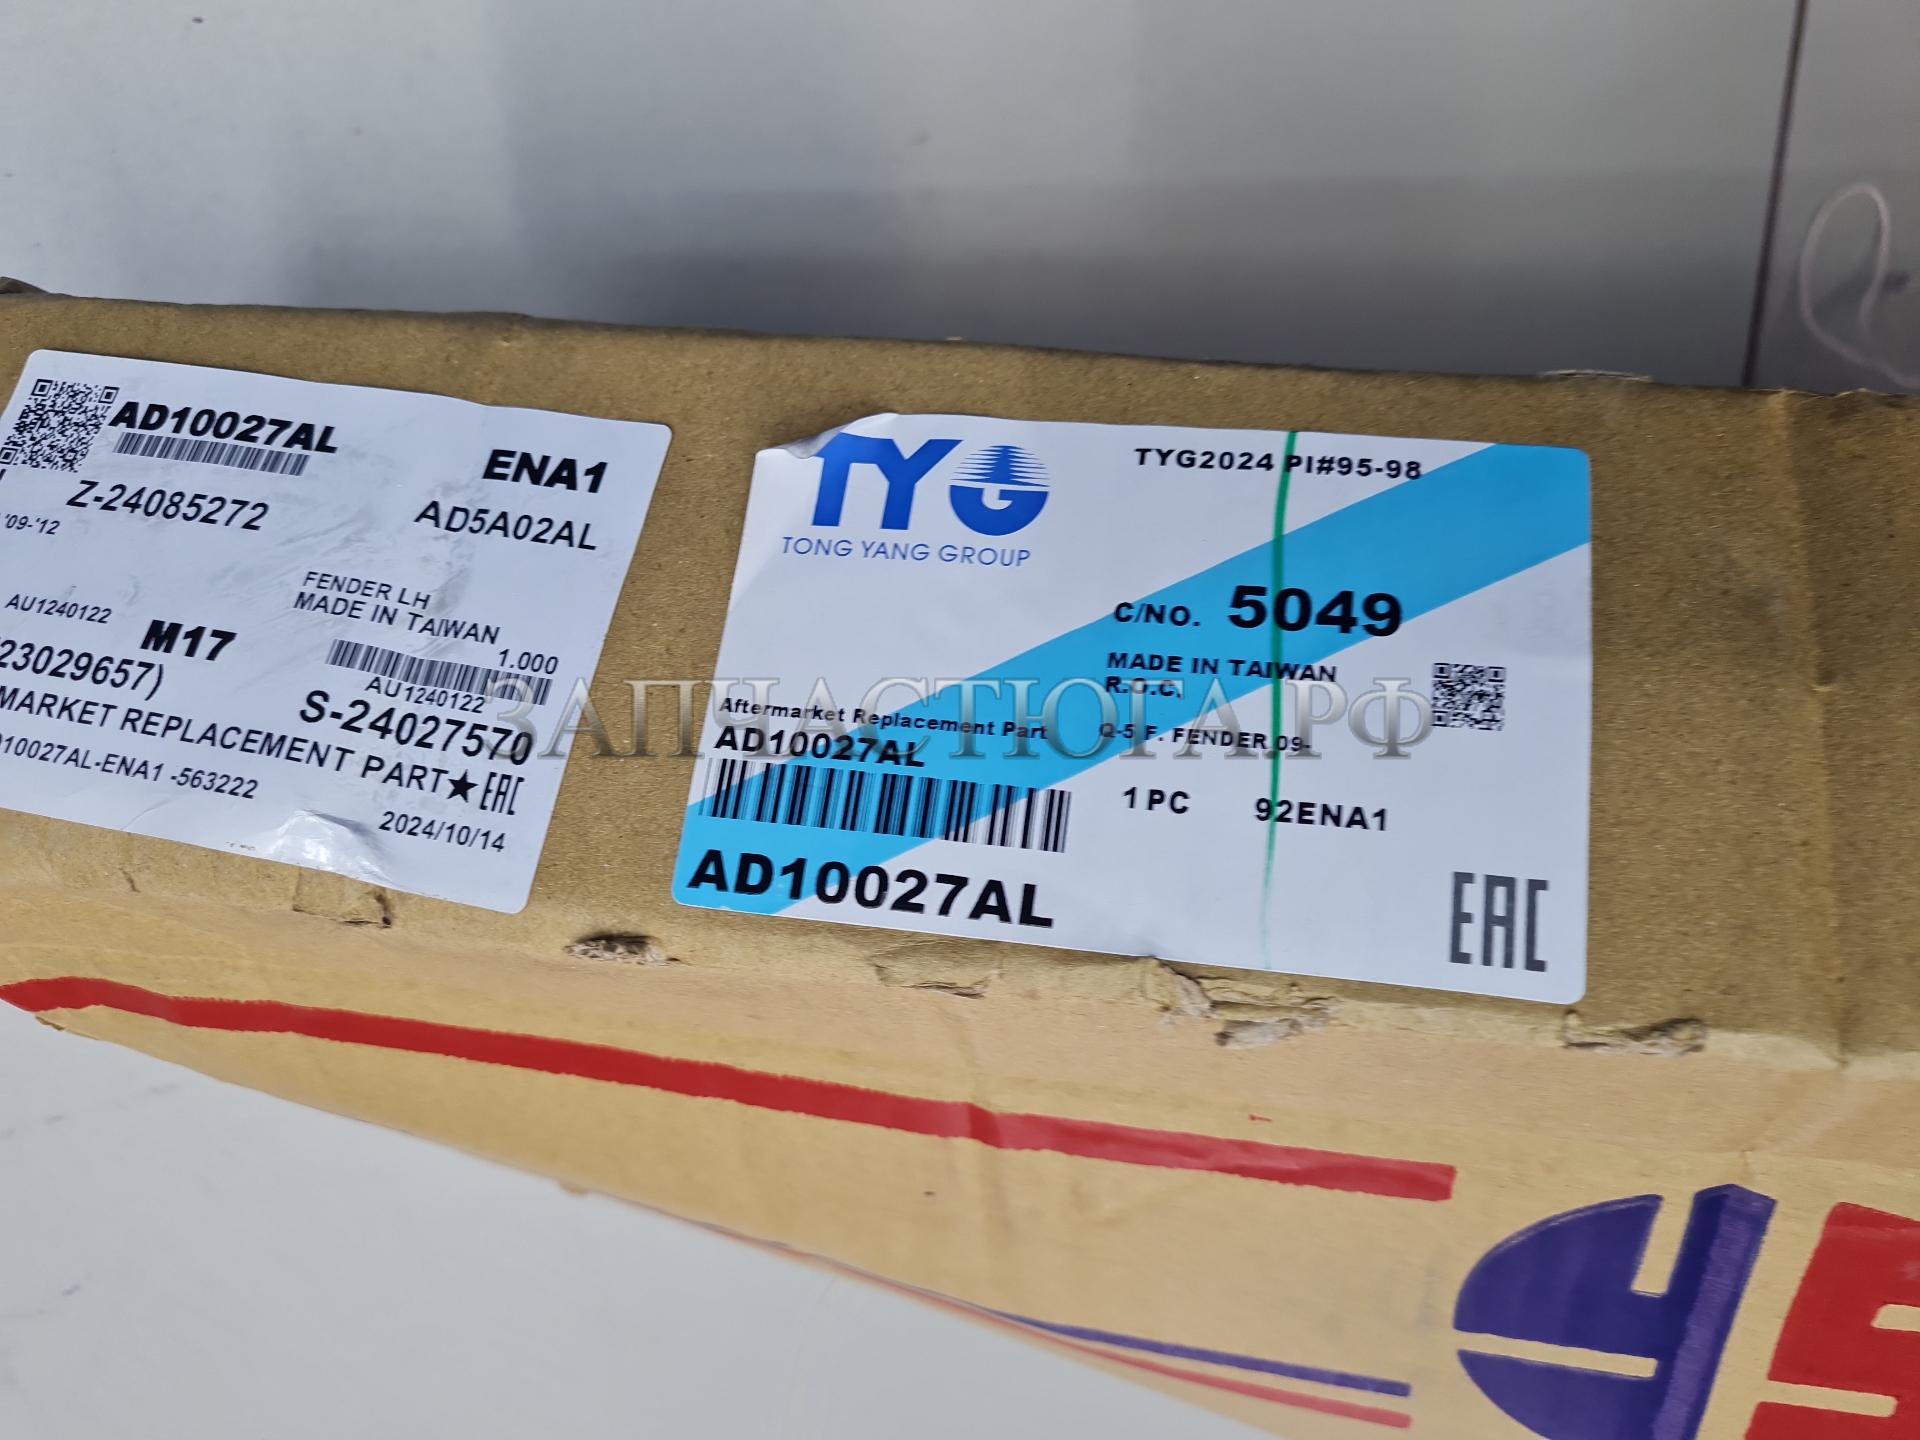 AD10027AL
ENA1
Z-24085272
AD5A02AL
'09-'12
FENDER LH
MADE IN TAIWAN
AU1240122
M17
1.000
23029657)
AU1240122
S-24027570
MARKET REPLACEMENT PART★EAC
10027AL-ENA1 -563222
2024/10/14
TYG
TONG YANG GROUP
TYG2024 PI#95-98
C/NO. 5049
MADE IN TAIWAN
R.O.C.
Aftermarket Replacement Part
Q-5 F. FENDER 09-
AD10027AL
1 PC 92ENA1
AD10027AL
EAC
ЗАПЧАСТЮГА.РФ